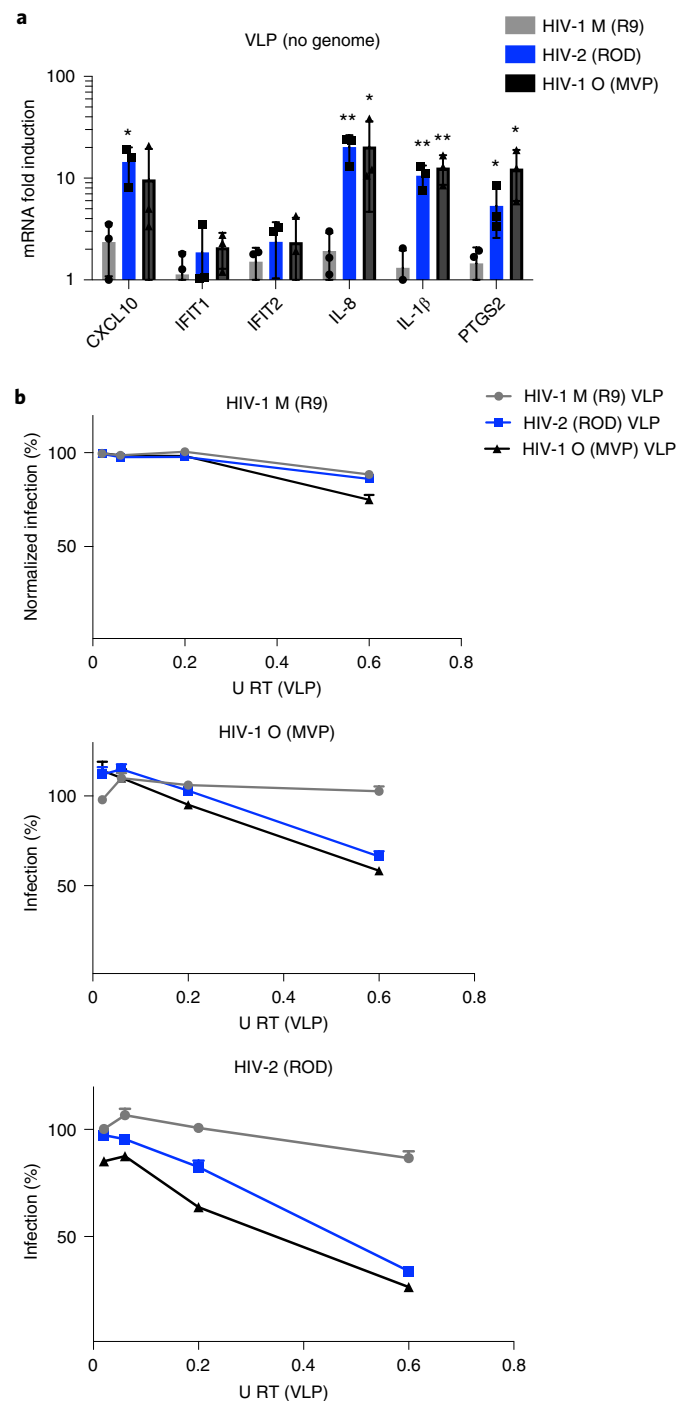 a
VLP (no genome)
HIV-1 M (R9)
HIV-2 (ROD)
HIV-1 O (MVP)
mRNA fold induction
100
10
1
*
**
*
**
**
*
*
CXCL10
IFIT1
IFIT2
IL-8
IL-1β
PTGS2
b
HIV-1 M (R9)
HIV-1 M (R9) VLP
HIV-2 (ROD) VLP
HIV-1 O (MVP) VLP
Normalized infection (%)
100
50
0 0.2 0.4 0.6 0.8
U RT (VLP)
HIV-1 O (MVP)
Infection (%)
100
50
0 0.2 0.4 0.6 0.8
U RT (VLP)
HIV-2 (ROD)
Infection (%)
100
50
0 0.2 0.4 0.6 0.8
U RT (VLP)